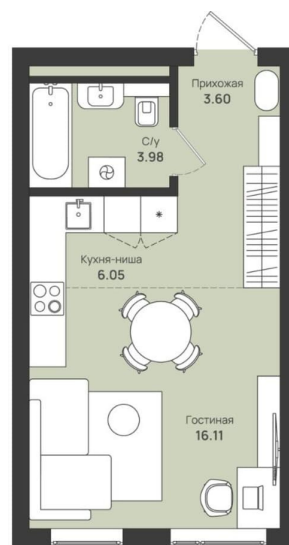 Прихожая
3.60
С/у
3.98
Кухня-ниша
6.05
Гостиная
16.11